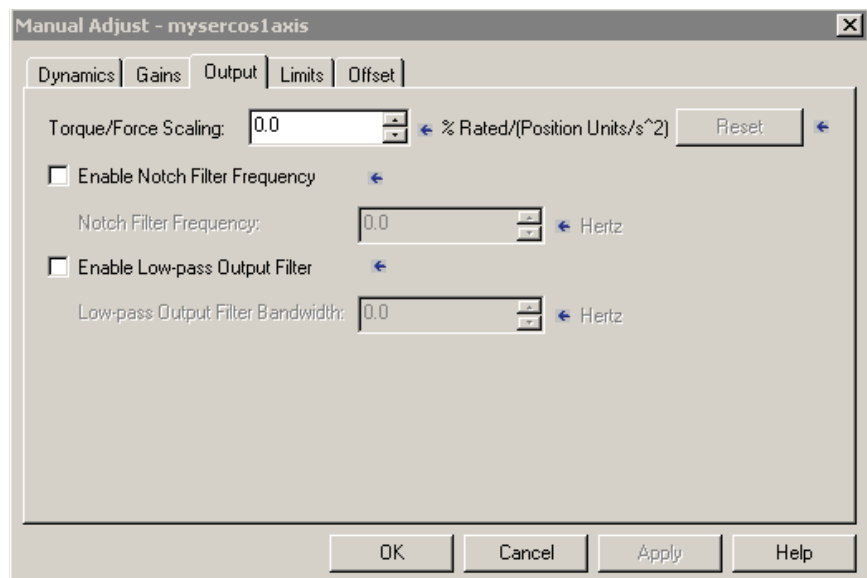 Manual Adjust - mysercos1axis
Dynamics Gains Output Limits Offset
Torque/Force Scaling: 0.0 % Rated/(Position Units/s^2) Reset
Enable Notch Filter Frequency
Notch Filter Frequency: 0.0 Hertz
Enable Low-pass Output Filter
Low-pass Output Filter Bandwidth: 0.0 Hertz
OK Cancel Apply Help